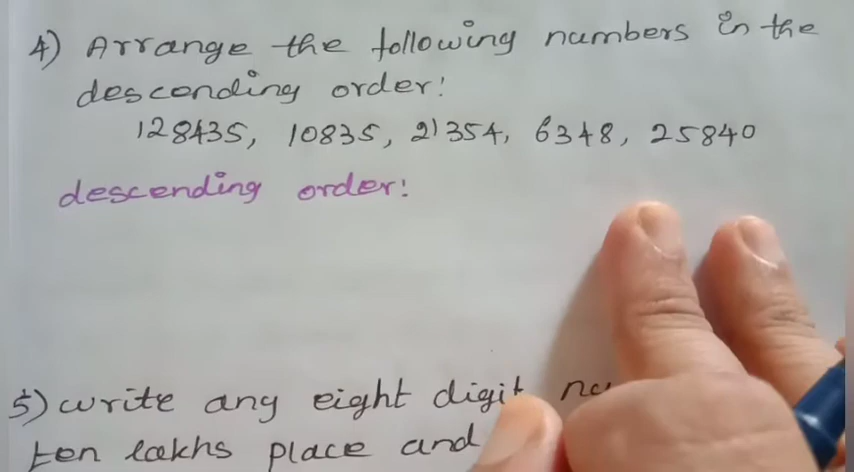 4) Arrange the following numbers in the
desconding order:
128435, 10835, 21354, 6348, 25840
descending order:
5) write any eight digit
ten lakhs place and